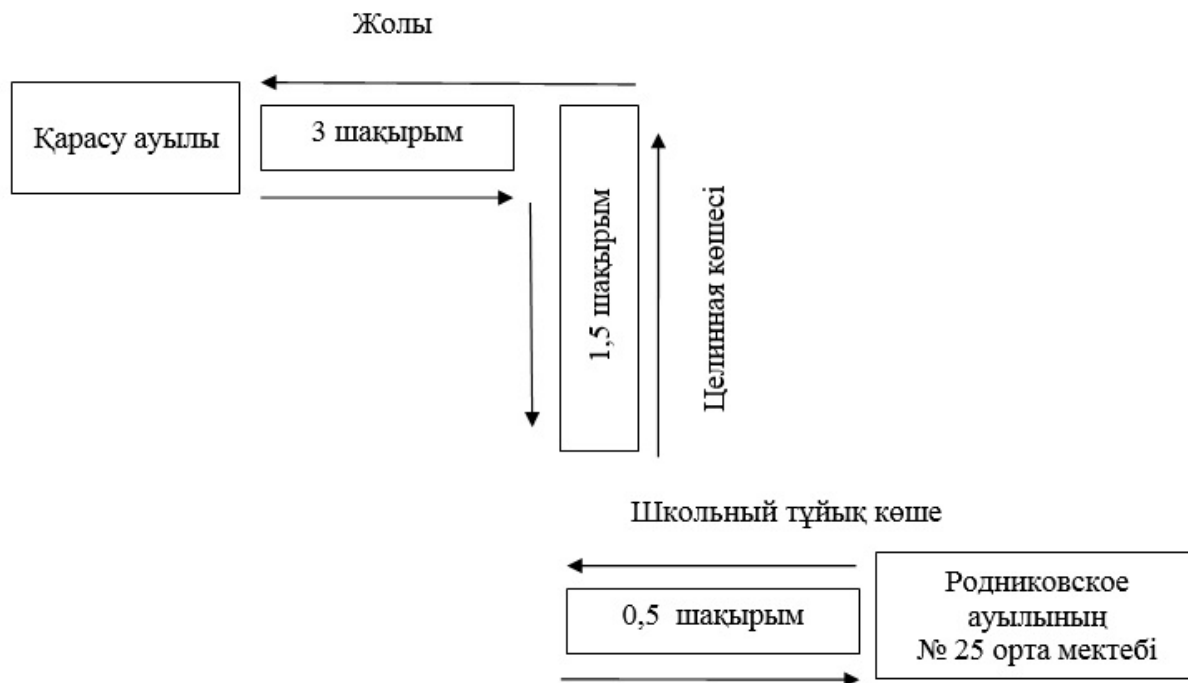 Жолы
Қарасу ауылы
3 шақырым
1,5 шақырым
Целинная көшесі
Школьный тұйық көше
0,5 шақырым
Родниковское
ауылының
№ 25 орта мектебі